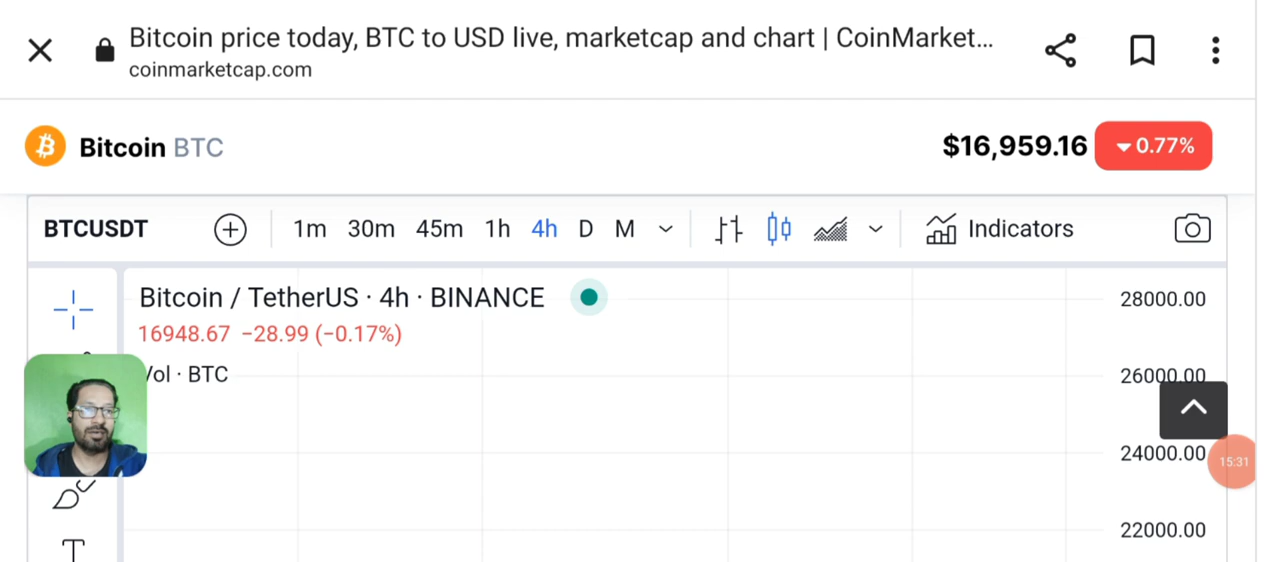 Bitcoin price today, BTC to USD live, marketcap and chart | CoinMarket...
coinmarketcap.com
Bitcoin BTC
$16,959.16 0.77%
BTCUSDT 1m 30m 45m 1h 4h D M Indicators
Bitcoin / TetherUS · 4h · BINANCE
28000.00
16948.67 −28.99 (−0.17%)
Vol · BTC
26000.00
24000.00
15:31
22000.00